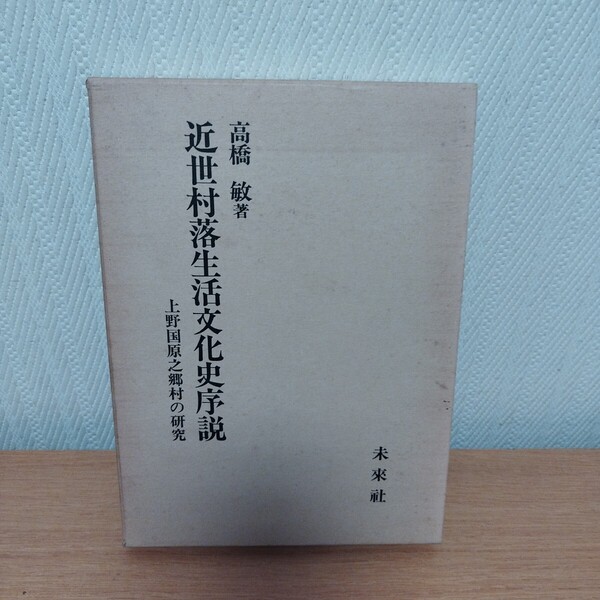 高橋 敏著
近世村落生活文化史序説
上野国原之郷村の研究
未來社